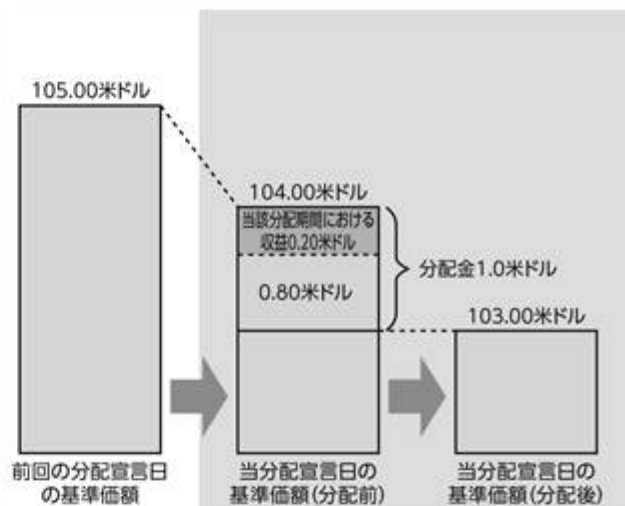 105.00米ドル
104.00米ドル
当該分配期間における
収益0.20米ドル
0.80米ドル
分配金1.0米ドル
103.00米ドル
前回の分配宣言日
の基準価額
当分配宣言日の
基準価額(分配前)
当分配宣言日の
基準価額(分配後)